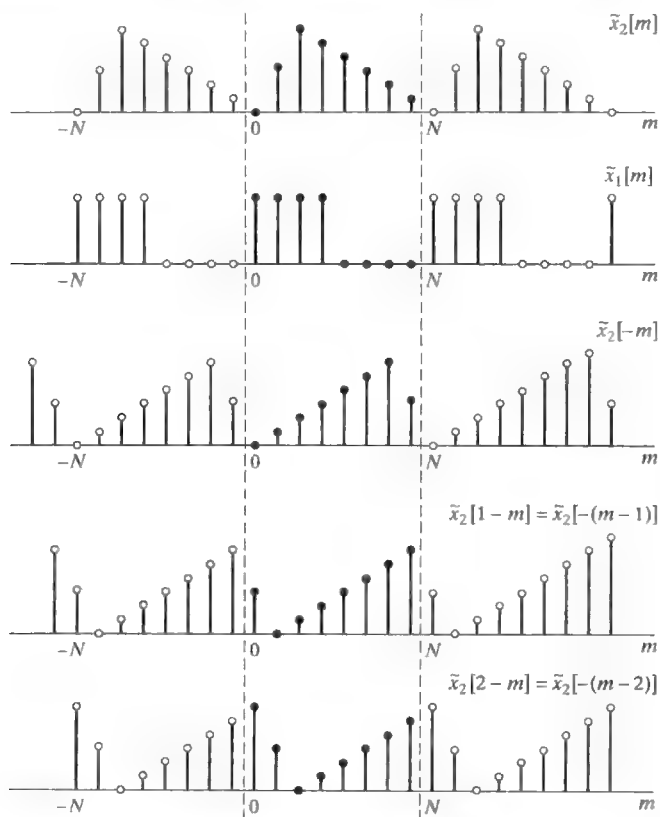 x̃₂[m]
−N 0 N m
x̃₁[m]
−N 0 N m
x̃₂[−m]
−N 0 N m
x̃₂[1 − m] = x̃₂[−(m − 1)]
−N 0 N m
x̃₂[2 − m] = x̃₂[−(m − 2)]
−N 0 N m